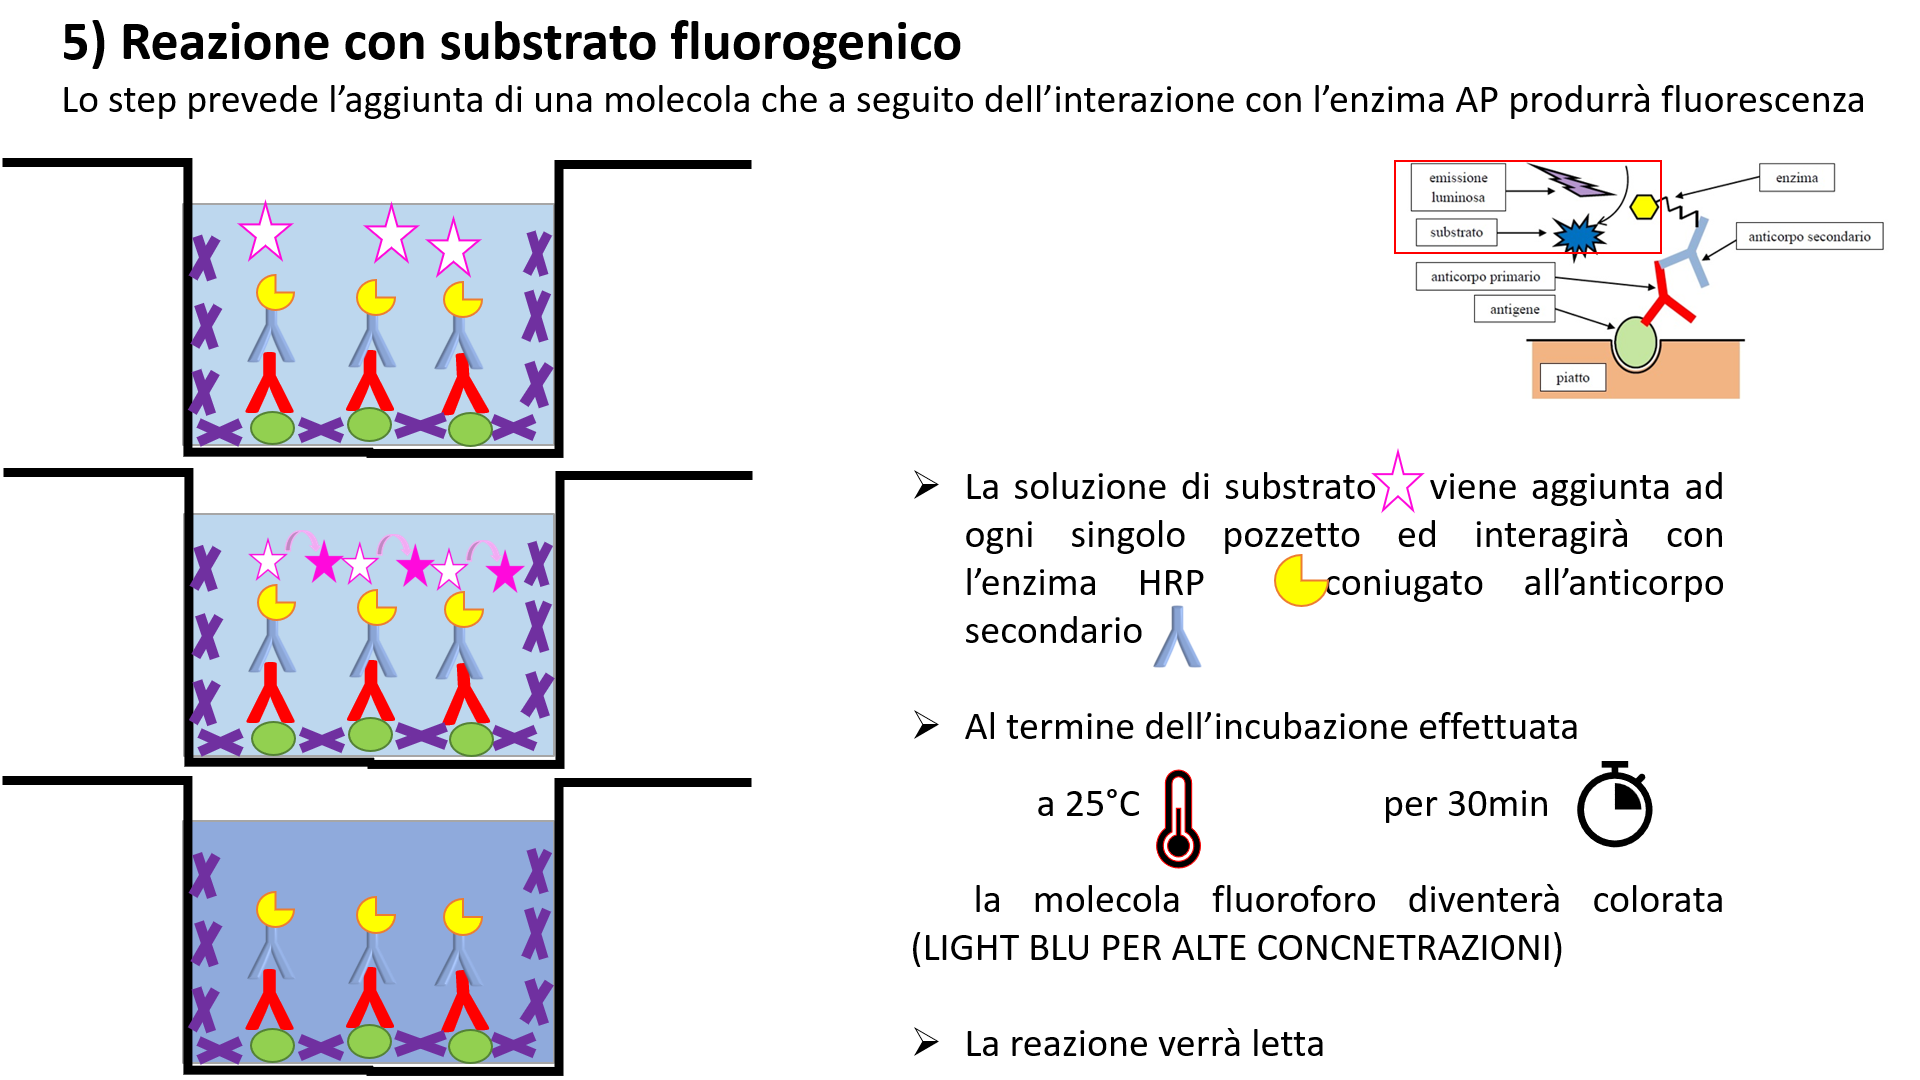 5) Reazione con substrato fluorogenico
Lo step prevede l’aggiunta di una molecola che a seguito dell’interazione con l’enzima AP produrrà fluorescenza
emissione
luminosa
substrato
enzima
anticorpo secondario
anticorpo primario
antigene
piatto
➢ La soluzione di substrato viene aggiunta ad
ogni singolo pozzetto ed interagirà con
l’enzima HRP coniugato all’anticorpo
secondario
➢ Al termine dell’incubazione effettuata
a 25°C per 30min
la molecola fluoroforo diventerà colorata
(LIGHT BLU PER ALTE CONCNETRAZIONI)
➢ La reazione verrà letta